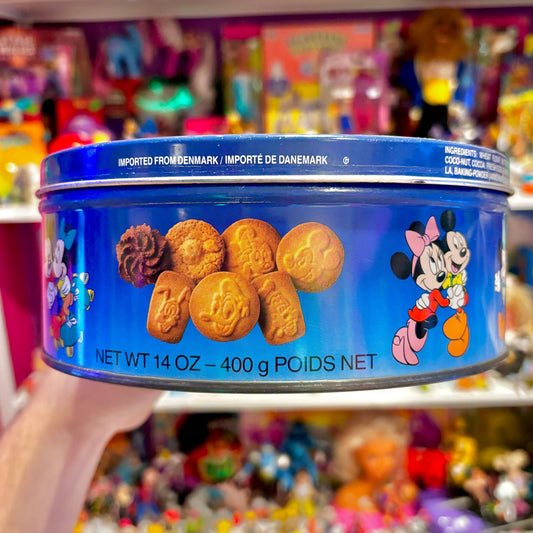 IMPORTED FROM DENMARK / IMPORTÉ DE DANEMARK
INGREDIENTS: WHEAT
COCO-NUT, COCOA,
LA, BAKING-POWDER
NET WT 14 OZ – 400 g POIDS NET